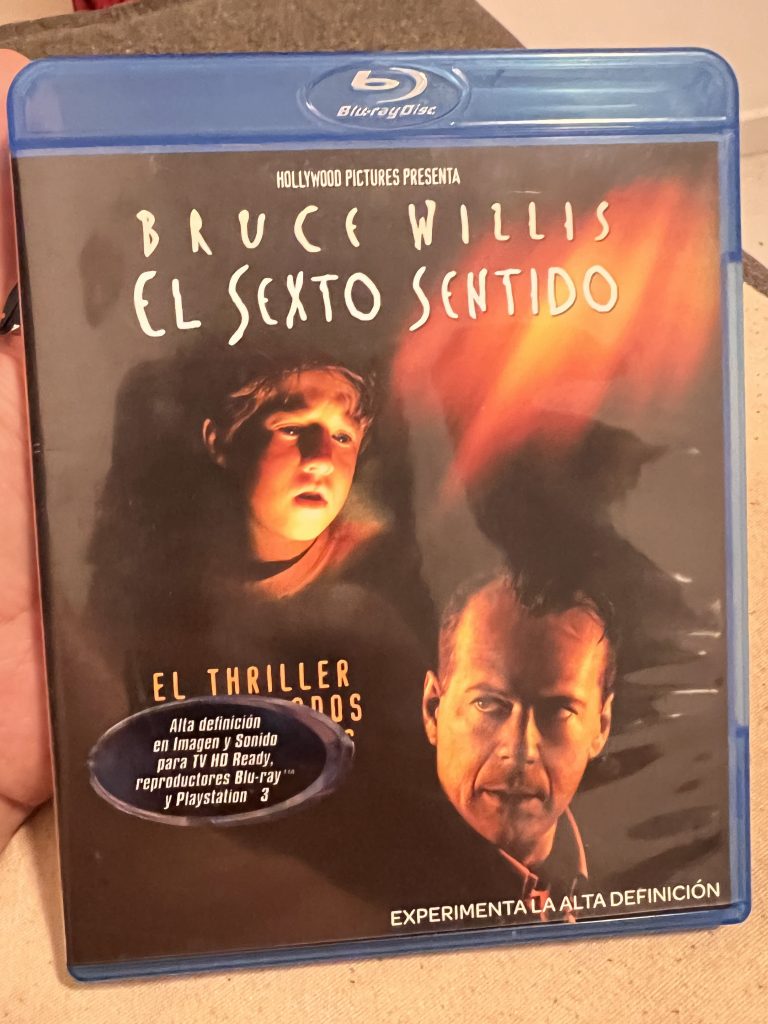 Blu-ray Disc
HOLLYWOOD PICTURES PRESENTA
BRUCE WILLIS
EL SEXTO SENTIDO
EL THRILLER
Alta definición
en Imagen y Sonido
para TV HD Ready,
reproductores Blu-ray™
y Playstation 3
EXPERIMENTA LA ALTA DEFINICIÓN